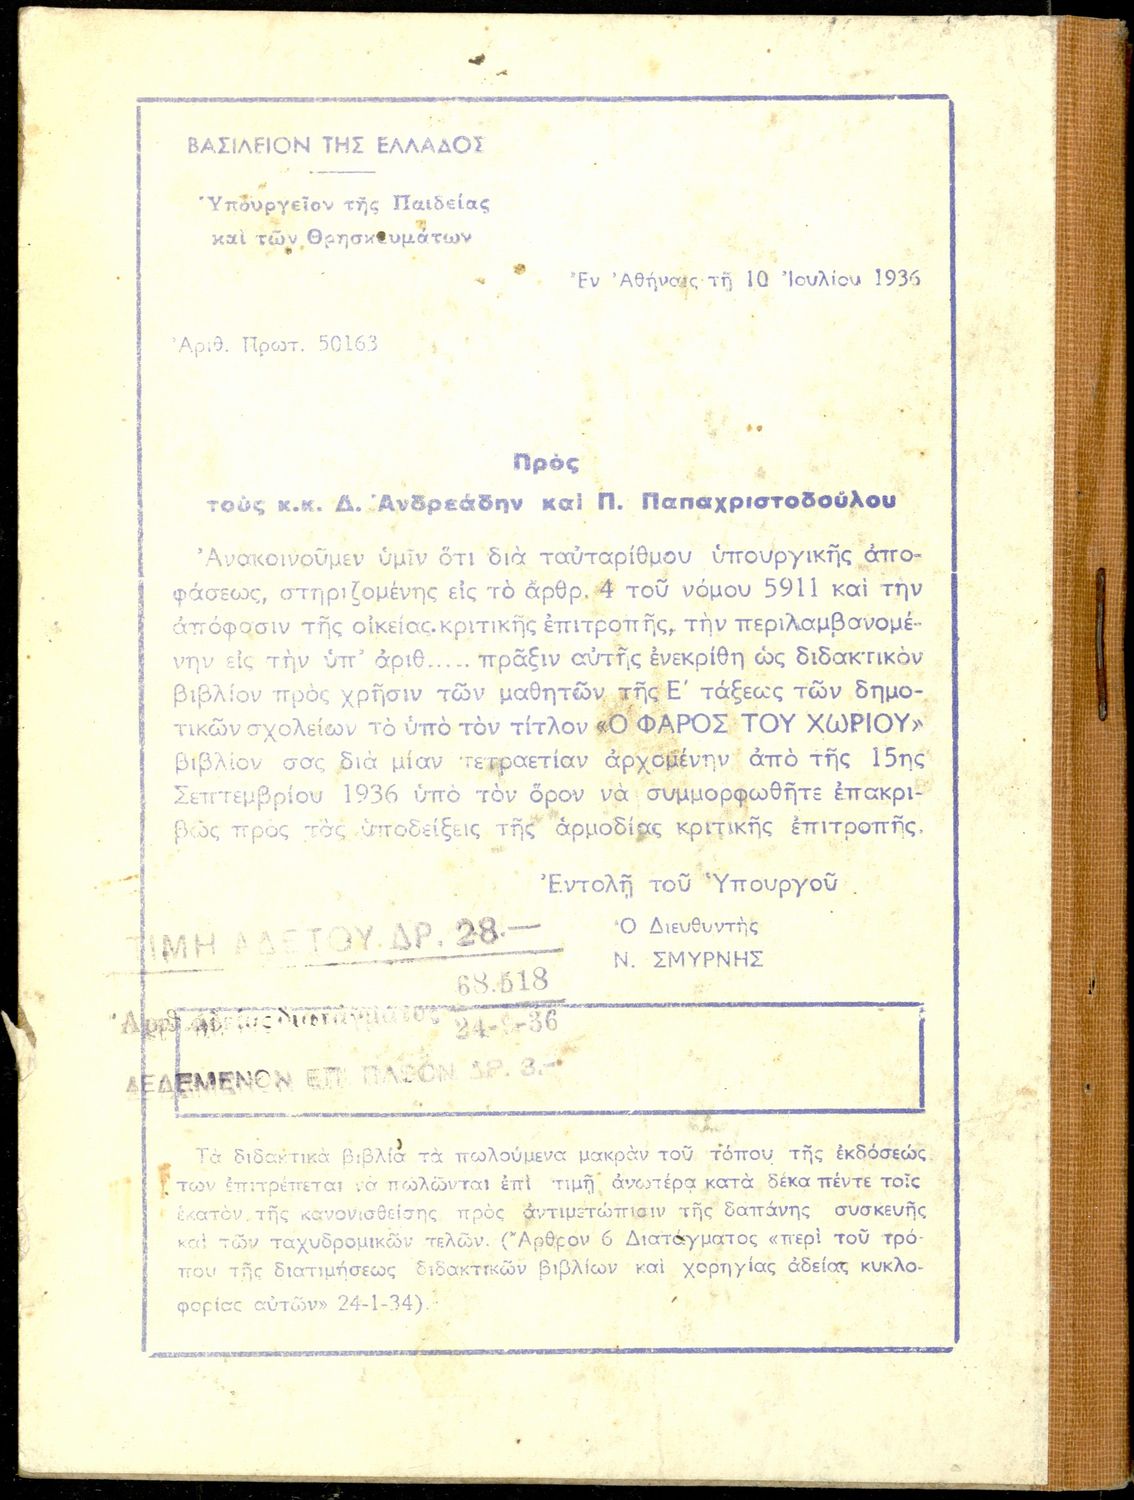 ΒΑΣΙΛΕΙΟΝ ΤΗΣ ΕΛΛΑΔΟΣ
Ὑπουργεῖον τῆς Παιδείας
καὶ τῶν Θρησκευμάτων
Ἐν Ἀθήναις τῇ 10 Ἰουλίου 1936
Ἀριθ. Πρωτ. 50163
Πρὸς
τοὺς κ.κ. Δ. Ἀνδρεάδην καὶ Π. Παπαχριστοδούλου
Ἀνακοινοῦμεν ὑμῖν ὅτι διὰ ταὐταρίθμου ὑπουργικῆς ἀπο-
φάσεως, στηριζομένης εἰς τὸ ἄρθρ. 4 τοῦ νόμου 5911 καὶ τὴν
ἀπόφασιν τῆς οἰκείας κριτικῆς ἐπιτροπῆς, τὴν περιλαμβανομέ-
νην εἰς τὴν ὑπ' ἀριθ..... πρᾶξιν αὐτῆς ἐνεκρίθη ὡς διδακτικὸν
βιβλίον πρὸς χρῆσιν τῶν μαθητῶν τῆς Ε' τάξεως τῶν δημο-
τικῶν σχολείων τὸ ὑπὸ τὸν τίτλον «Ο ΦΑΡΟΣ ΤΟΥ ΧΩΡΙΟΥ»
βιβλίον σας διὰ μίαν τετραετίαν ἀρχομένην ἀπὸ τῆς 15ης
Σεπτεμβρίου 1936 ὑπὸ τὸν ὅρον νὰ συμμορφωθῆτε ἐπακρι-
βῶς πρὸς τὰς ὑποδείξεις τῆς ἁρμοδίας κριτικῆς ἐπιτροπῆς.
Ἐντολῇ τοῦ Ὑπουργοῦ
Ὁ Διευθυντὴς
Ν. ΣΜΥΡΝΗΣ
ΤΙΜΗ ΑΔΕΤΟΥ ΔΡ. 28.—
68.518
Ἀριθ. ἀδείας διατάγματος
ΔΕΔΕΜΕΝΟΝ ΕΠΙ ΠΛΕΟΝ ΔΡ. 3.—
Τὰ διδακτικὰ βιβλία τὰ πωλούμενα μακρὰν τοῦ τόπου τῆς ἐκδόσεώς
των ἐπιτρέπεται νὰ πωλῶνται ἐπὶ τιμῇ ἀνωτέρᾳ κατὰ δέκα πέντε τοῖς
ἑκατὸν τῆς κανονισθείσης πρὸς ἀντιμετώπισιν τῆς δαπάνης συσκευῆς
καὶ τῶν ταχυδρομικῶν τελῶν. (Ἄρθρον 6 Διατάγματος «περὶ τοῦ τρό-
που τῆς διατιμήσεως διδακτικῶν βιβλίων καὶ χορηγίας ἀδείας κυκλο-
φορίας αὐτῶν» 24-1-34).